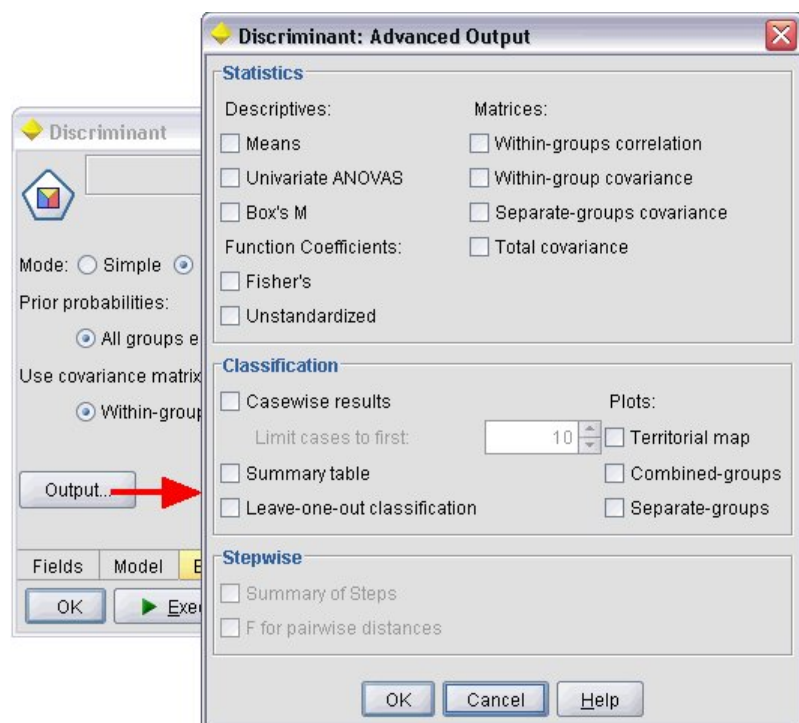 Discriminant: Advanced Output
Statistics
Descriptives:
Means
Univariate ANOVAS
Box's M
Function Coefficients:
Fisher's
Unstandardized
Matrices:
Within-groups correlation
Within-group covariance
Separate-groups covariance
Total covariance
Classification
Casewise results
Limit cases to first: 10
Summary table
Leave-one-out classification
Plots:
Territorial map
Combined-groups
Separate-groups
Stepwise
Summary of Steps
F for pairwise distances
OK Cancel Help
Discriminant
Mode: Simple
Prior probabilities:
All groups e
Use covariance matrix
Within-group
Output...
Fields Model E
OK Exe